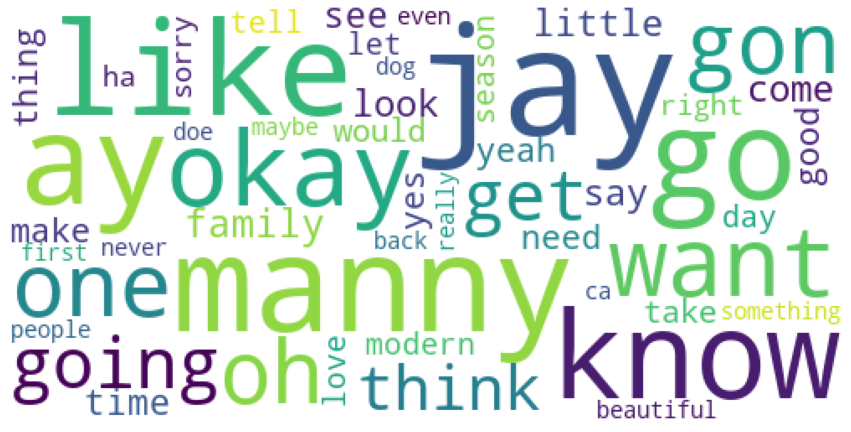 like
jay
gon
tell
see
even
little
let
dog
season
come
thing
ha
sorry
look
right
good
ay
okay
doe
maybe
would
yeah
go
get
say
yes
really
day
make
family
back
need
want
first
never
one
manny
ca
take
something
people
know
going
oh
love
modern
think
time
beautiful